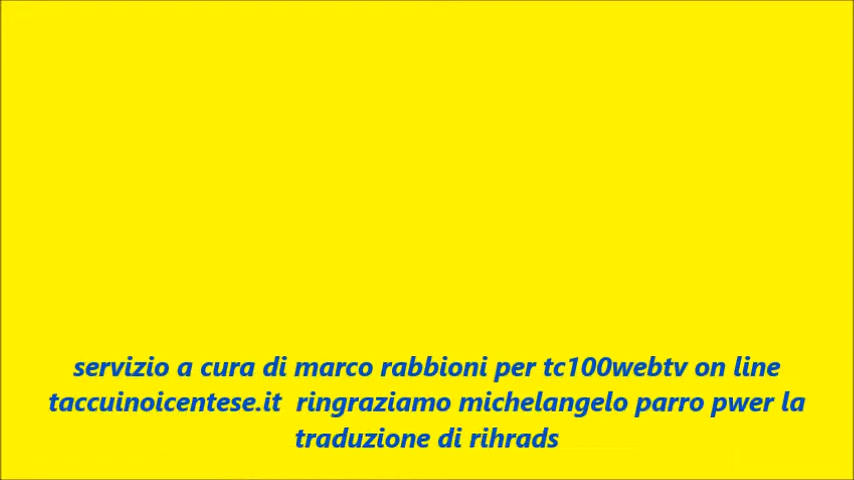 servizio a cura di marco rabbioni per tc100webtv on line
taccuinoicentese.it ringraziamo michelangelo parro pwer la
traduzione di rihrads